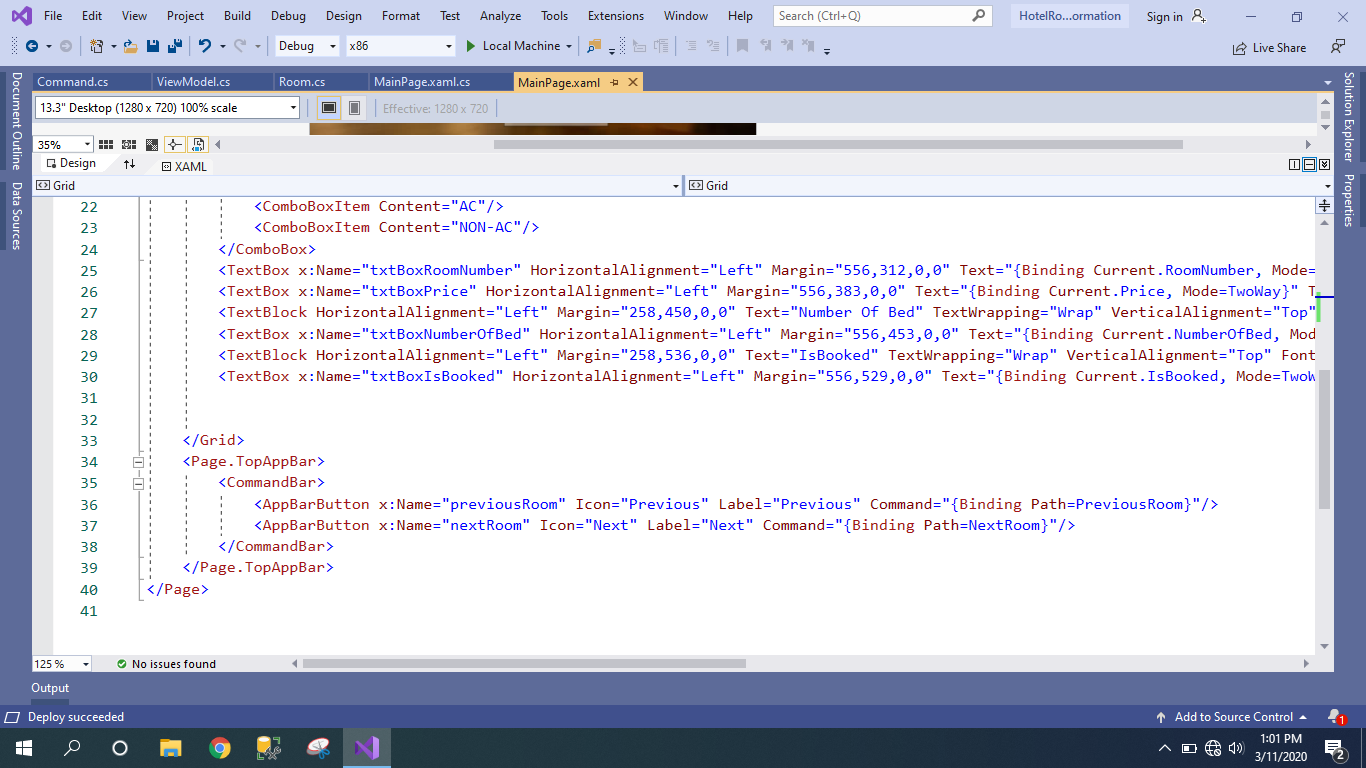 File Edit View Project Build Debug Design Format Test Analyze Tools Extensions Window Help Search (Ctrl+Q) HotelRo...ormation Sign in
Debug x86 Local Machine Live Share
Command.cs ViewModel.cs Room.cs MainPage.xaml.cs MainPage.xaml
Document Outline
Data Sources
Solution Explorer
Properties
13.3" Desktop (1280 x 720) 100% scale Effective: 1280 x 720
35%
Design XAML
Grid Grid
22 <ComboBoxItem Content="AC"/>
23 <ComboBoxItem Content="NON-AC"/>
24 </ComboBox>
25 <TextBox x:Name="txtBoxRoomNumber" HorizontalAlignment="Left" Margin="556,312,0,0" Text="{Binding Current.RoomNumber, Mode=
26 <TextBox x:Name="txtBoxPrice" HorizontalAlignment="Left" Margin="556,383,0,0" Text="{Binding Current.Price, Mode=TwoWay}" T
27 <TextBlock HorizontalAlignment="Left" Margin="258,450,0,0" Text="Number Of Bed" TextWrapping="Wrap" VerticalAlignment="Top"
28 <TextBox x:Name="txtBoxNumberOfBed" HorizontalAlignment="Left" Margin="556,453,0,0" Text="{Binding Current.NumberOfBed, Mod
29 <TextBlock HorizontalAlignment="Left" Margin="258,536,0,0" Text="IsBooked" TextWrapping="Wrap" VerticalAlignment="Top" Font
30 <TextBox x:Name="txtBoxIsBooked" HorizontalAlignment="Left" Margin="556,529,0,0" Text="{Binding Current.IsBooked, Mode=TwoW
31
32
33 </Grid>
34 <Page.TopAppBar>
35 <CommandBar>
36 <AppBarButton x:Name="previousRoom" Icon="Previous" Label="Previous" Command="{Binding Path=PreviousRoom}"/>
37 <AppBarButton x:Name="nextRoom" Icon="Next" Label="Next" Command="{Binding Path=NextRoom}"/>
38 </CommandBar>
39 </Page.TopAppBar>
40 </Page>
41
125 % No issues found
Output
Deploy succeeded Add to Source Control 1
1:01 PM
3/11/2020 2